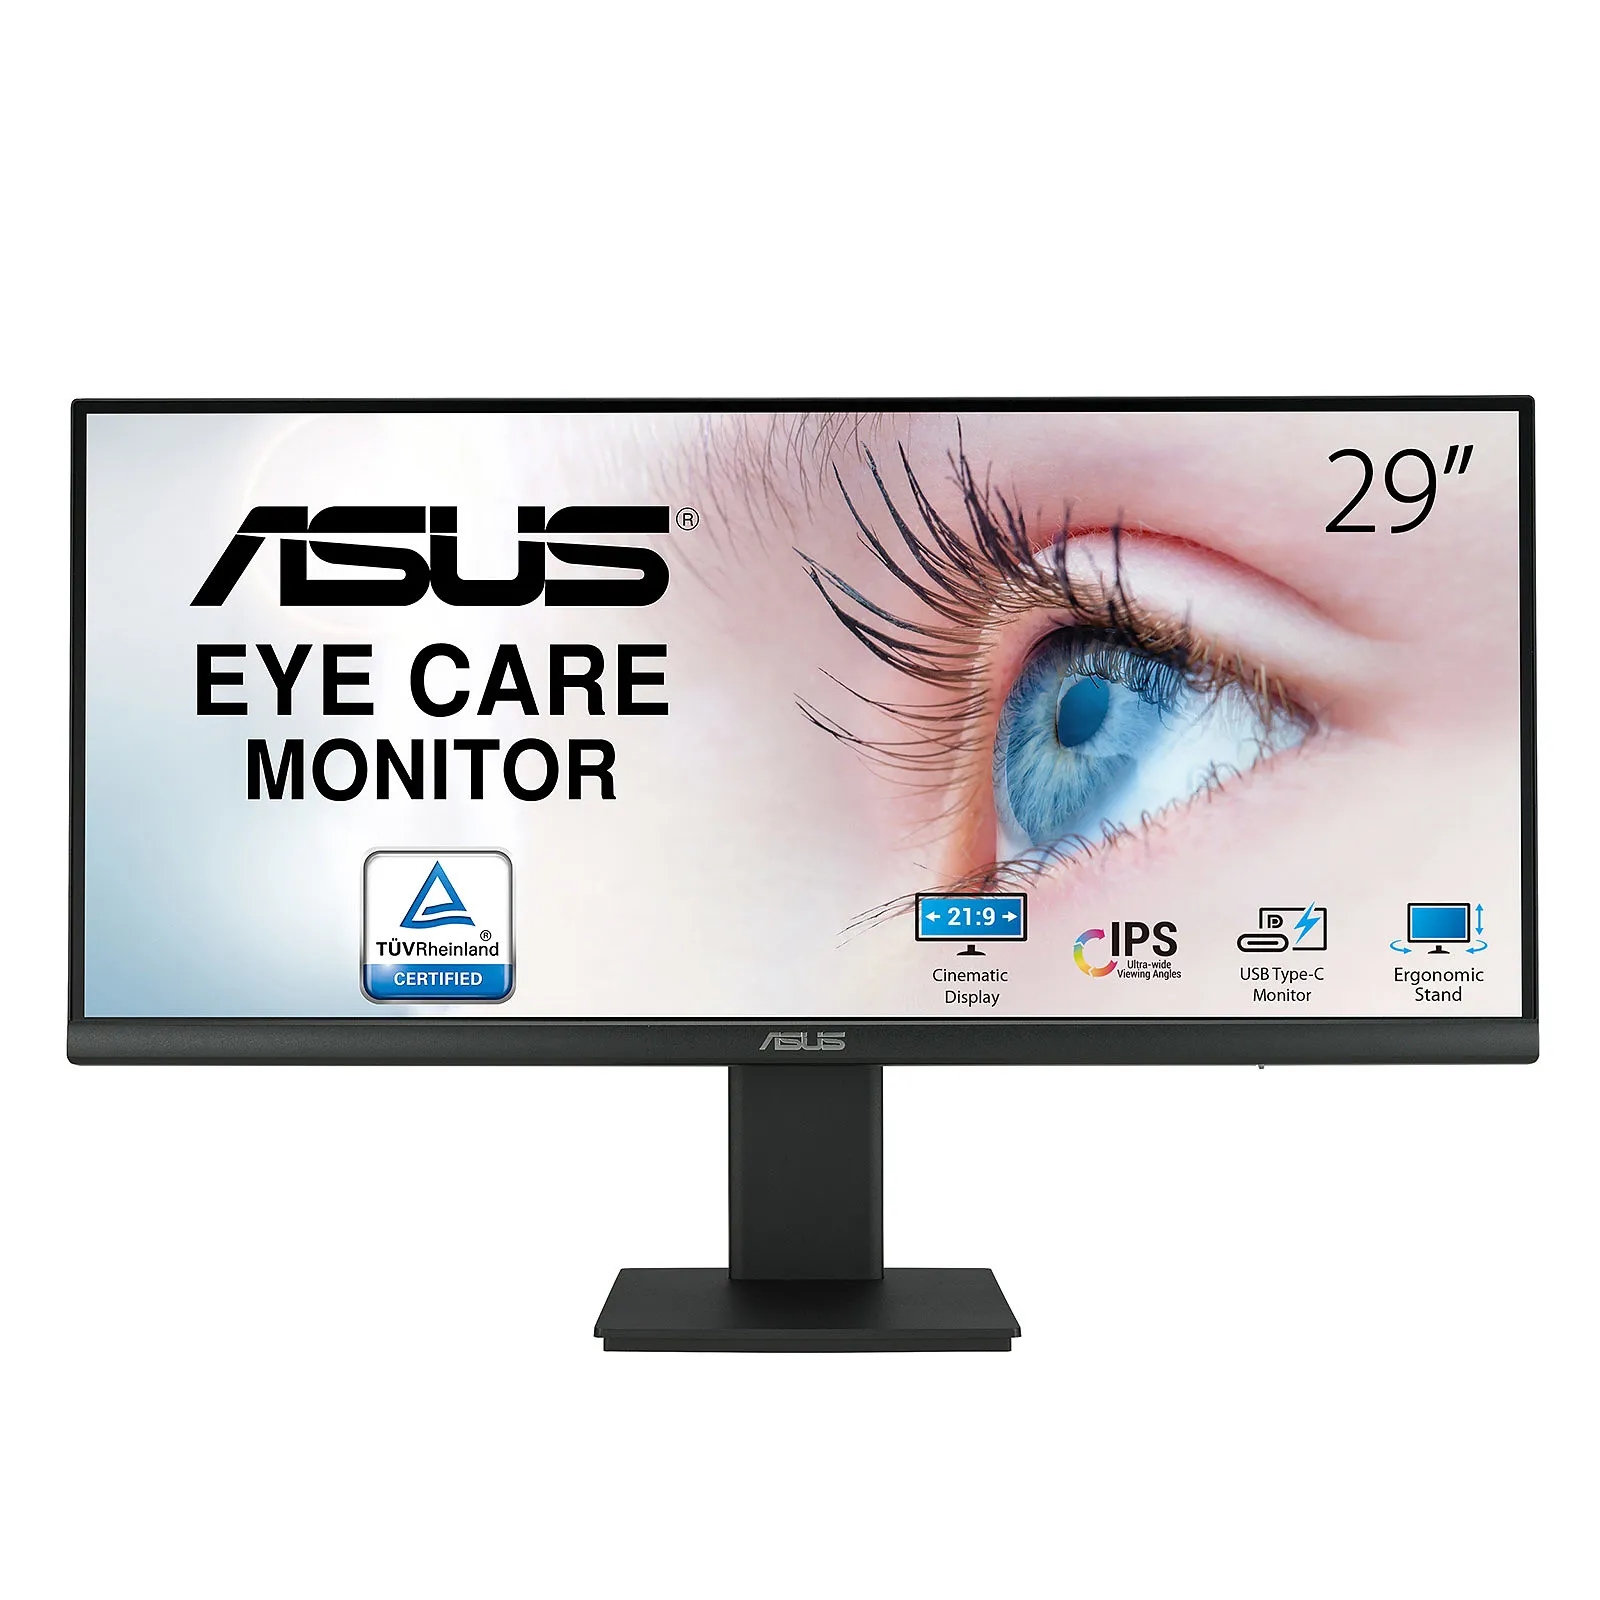 ASUS®
EYE CARE
MONITOR
29"
TÜVRheinland®
CERTIFIED
21:9
Cinematic
Display
IPS
Ultra-wide
Viewing Angles
D
USB Type-C
Monitor
Ergonomic
Stand
ASUS